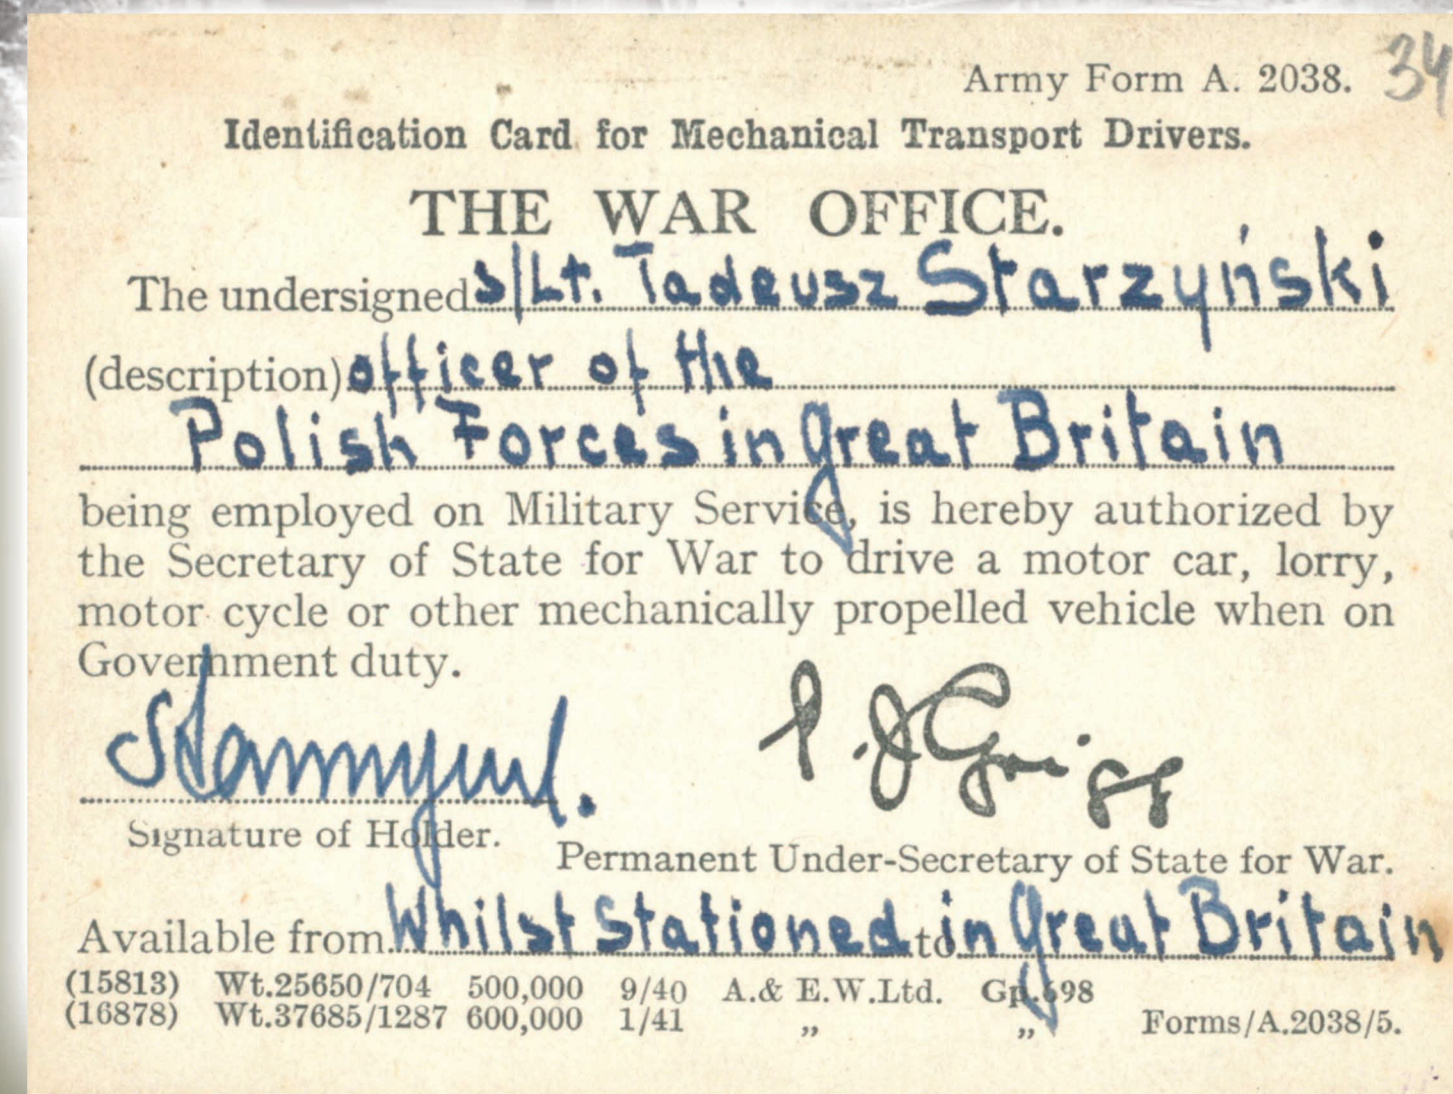 Army Form A. 2038. 34
Identification Card for Mechanical Transport Drivers.
THE WAR OFFICE.
The undersigned s/Lt. Tadeusz Starzyński
(description) officer of the
Polish Forces in Great Britain
being employed on Military Service, is hereby authorized by
the Secretary of State for War to drive a motor car, lorry,
motor cycle or other mechanically propelled vehicle when on
Government duty.
P. J. Grigg
Signature of Holder.
Permanent Under-Secretary of State for War.
Available from Whilst Stationed to in Great Britain
(15813) Wt.25650/704 500,000 9/40 A.& E.W.Ltd. Gp.698
(16878) Wt.37685/1287 600,000 1/41 „ „ Forms/A.2038/5.